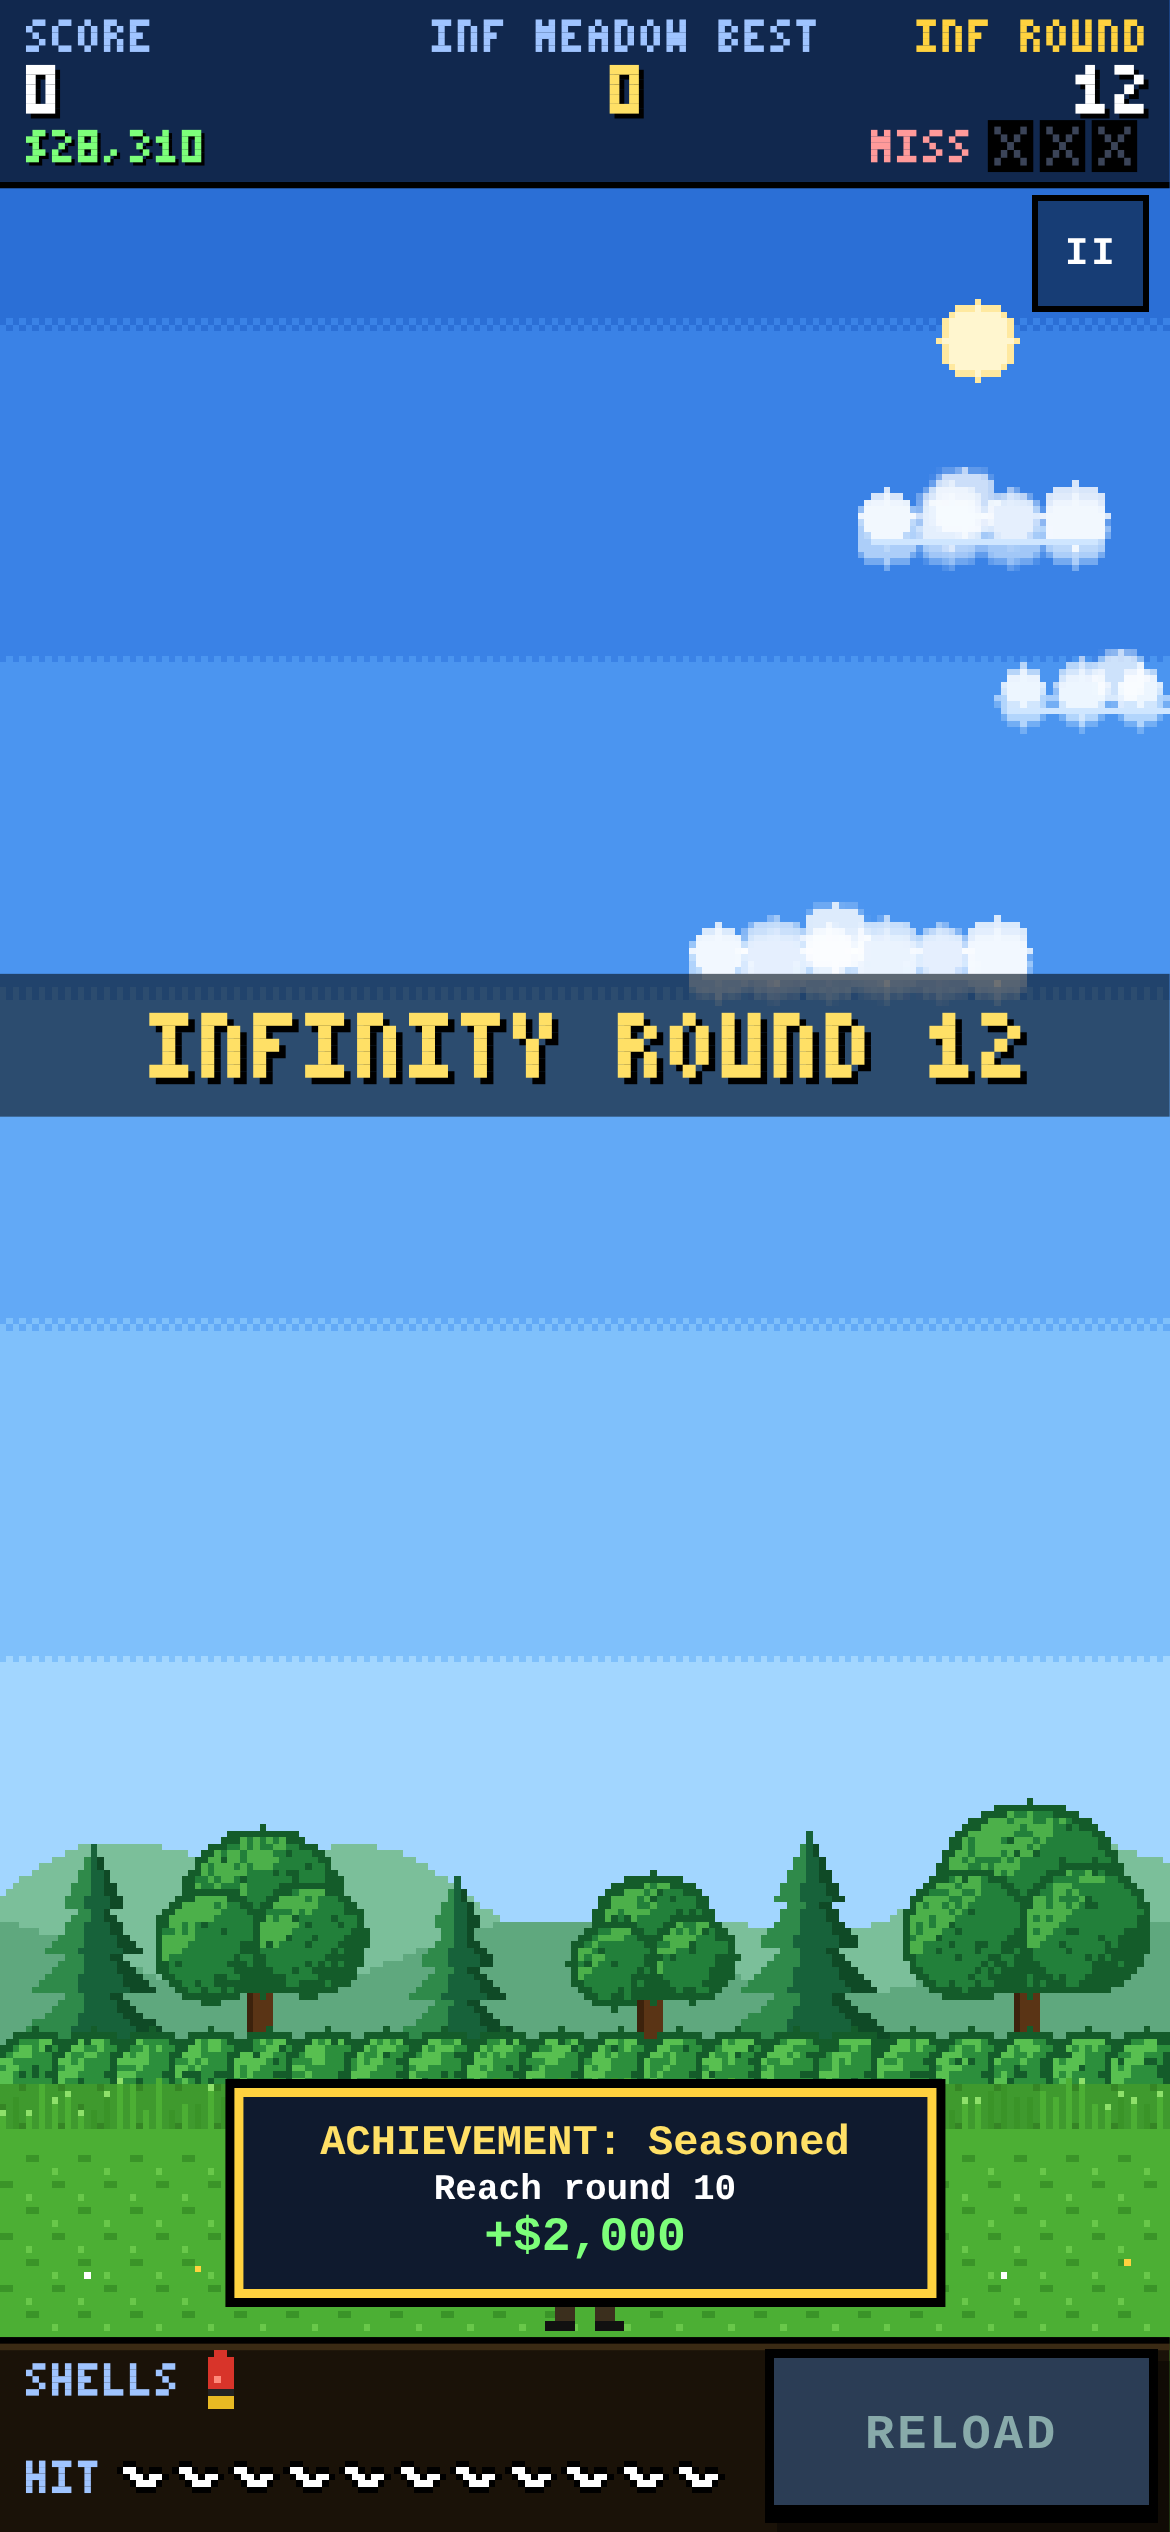 SCORE
0
$28,310
INF MEADOW BEST
0
INF ROUND
12
MISS XXX
II
INFINITY ROUND 12
ACHIEVEMENT: Seasoned
Reach round 10
+$2,000
SHELLS
HIT
RELOAD